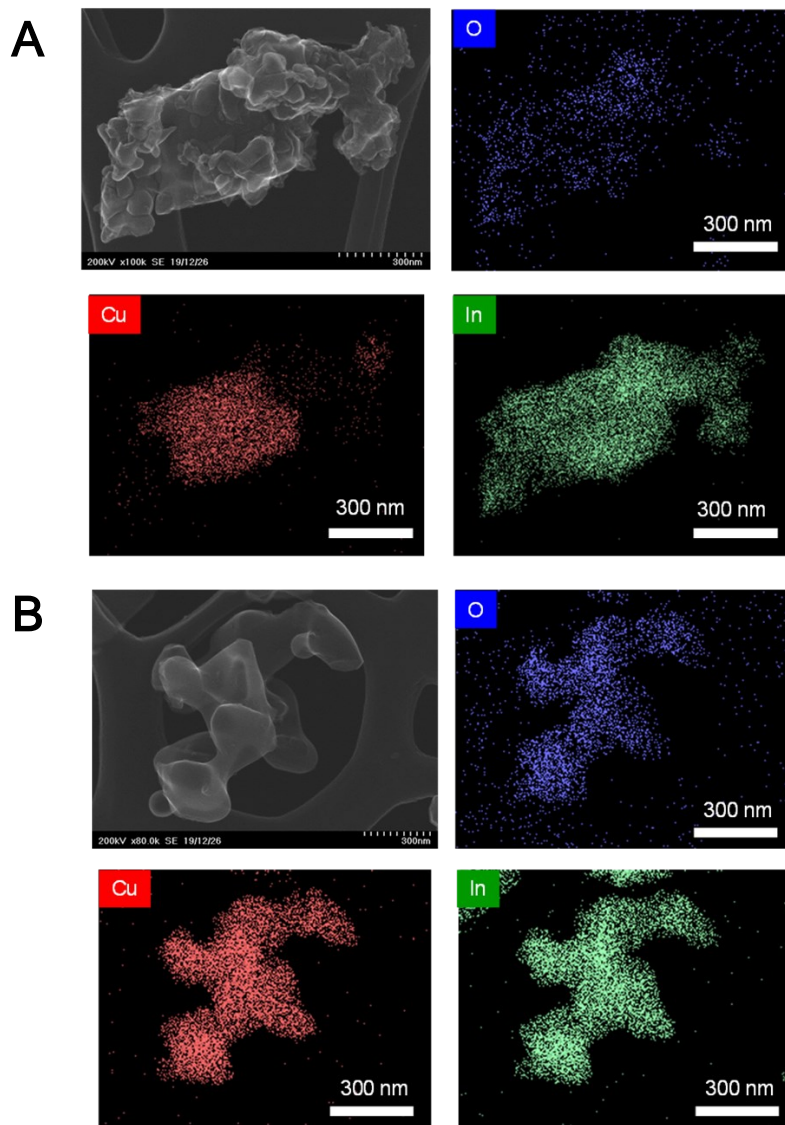 A
O
200kV x100k SE 19/12/26
300nm
300 nm
Cu
300 nm
In
300 nm
B
O
200kV x80.0k SE 19/12/26
300nm
300 nm
Cu
300 nm
In
300 nm